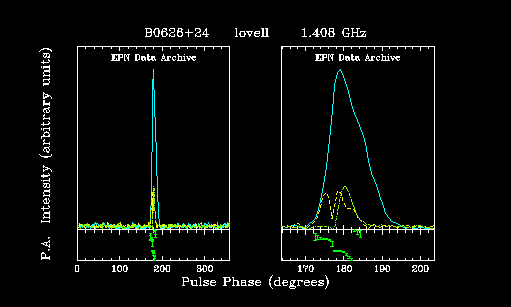 B0626+24 lovell 1.408 GHz
EPN Data Archive EPN Data Archive
P.A. Intensity (arbitrary units)
0 100 200 300 170 180 190 200
Pulse Phase (degrees)